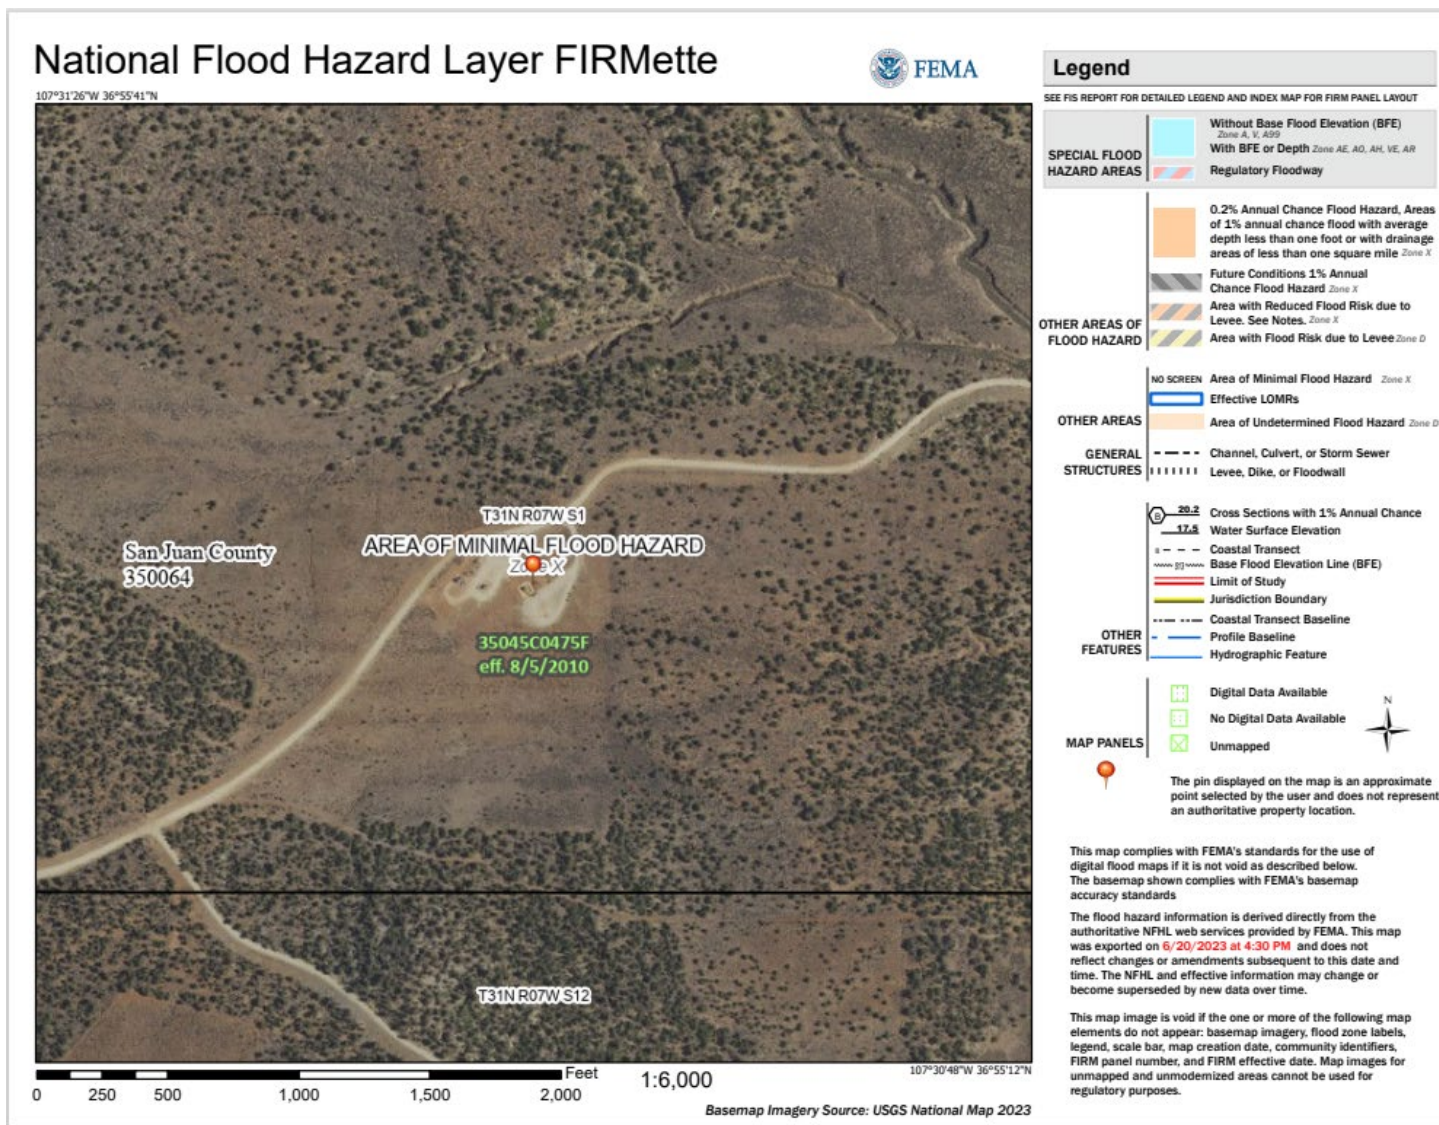 National Flood Hazard Layer FIRMette
FEMA
107°31'26"W 36°55'41"N
T31N R07W S1
AREA OF MINIMAL FLOOD HAZARD
Zone X
San Juan County
350064
35045C0475F
eff. 8/5/2010
T31N R07W S12
107°30'48"W 36°55'12"N
Feet
0 250 500 1,000 1,500 2,000
1:6,000
Basemap Imagery Source: USGS National Map 2023
Legend
SEE FIS REPORT FOR DETAILED LEGEND AND INDEX MAP FOR FIRM PANEL LAYOUT
SPECIAL FLOOD
HAZARD AREAS
Without Base Flood Elevation (BFE)
Zone A, V, A99
With BFE or Depth Zone AE, AO, AH, VE, AR
Regulatory Floodway
OTHER AREAS OF
FLOOD HAZARD
0.2% Annual Chance Flood Hazard, Areas
of 1% annual chance flood with average
depth less than one foot or with drainage
areas of less than one square mile Zone X
Future Conditions 1% Annual
Chance Flood Hazard Zone X
Area with Reduced Flood Risk due to
Levee. See Notes. Zone X
Area with Flood Risk due to Levee Zone D
OTHER AREAS
NO SCREEN Area of Minimal Flood Hazard Zone X
Effective LOMRs
Area of Undetermined Flood Hazard Zone D
GENERAL
STRUCTURES
Channel, Culvert, or Storm Sewer
Levee, Dike, or Floodwall
OTHER
FEATURES
B 20.2 Cross Sections with 1% Annual Chance
17.5 Water Surface Elevation
8 Coastal Transect
513 Base Flood Elevation Line (BFE)
Limit of Study
Jurisdiction Boundary
Coastal Transect Baseline
Profile Baseline
Hydrographic Feature
MAP PANELS
Digital Data Available
No Digital Data Available
Unmapped
N
The pin displayed on the map is an approximate
point selected by the user and does not represent
an authoritative property location.
This map complies with FEMA's standards for the use of
digital flood maps if it is not void as described below.
The basemap shown complies with FEMA's basemap
accuracy standards
The flood hazard information is derived directly from the
authoritative NFHL web services provided by FEMA. This map
was exported on 6/20/2023 at 4:30 PM and does not
reflect changes or amendments subsequent to this date and
time. The NFHL and effective information may change or
become superseded by new data over time.
This map image is void if the one or more of the following map
elements do not appear: basemap imagery, flood zone labels,
legend, scale bar, map creation date, community identifiers,
FIRM panel number, and FIRM effective date. Map images for
unmapped and unmodernized areas cannot be used for
regulatory purposes.